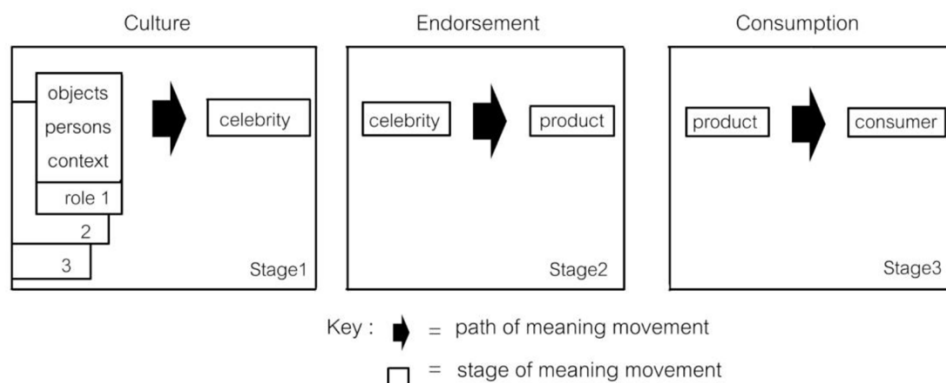 Culture
Endorsement
Consumption
objects
persons
context
role 1
2
3
celebrity
Stage1
celebrity
product
Stage2
product
consumer
Stage3
Key : = path of meaning movement
= stage of meaning movement